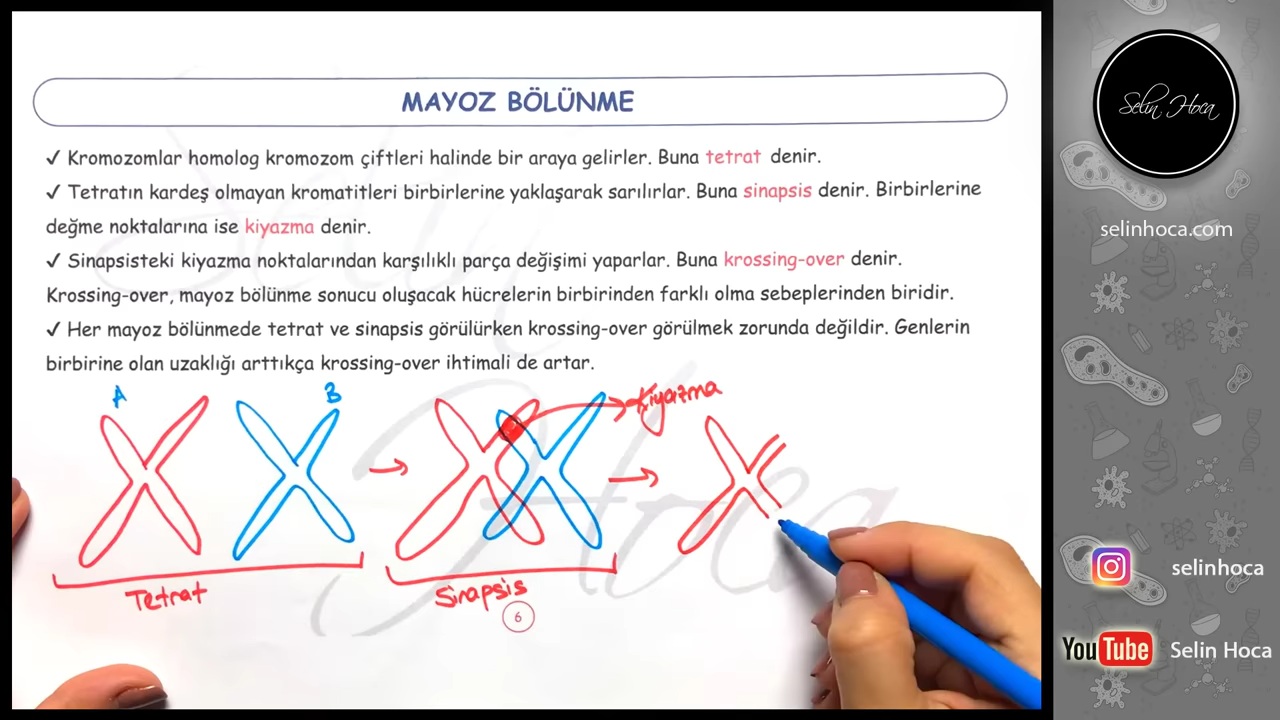 MAYOZ BÖLÜNME
✓ Kromozomlar homolog kromozom çiftleri halinde bir araya gelirler. Buna tetrat denir.
✓ Tetratın kardeş olmayan kromatitleri birbirlerine yaklaşarak sarılırlar. Buna sinapsis denir. Birbirlerine
değme noktalarına ise kiyazma denir.
✓ Sinapsisteki kiyazma noktalarından karşılıklı parça değişimi yaparlar. Buna krossing-over denir.
Krossing-over, mayoz bölünme sonucu oluşacak hücrelerin birbirinden farklı olma sebeplerinden biridir.
✓ Her mayoz bölünmede tetrat ve sinapsis görülürken krossing-over görülmek zorunda değildir. Genlerin
birbirine olan uzaklığı arttıkça krossing-over ihtimali de artar.
A
B
Kiyazma
Tetrat
Sinapsis
6
Selin Hoca
Selin Hoca
selinhoca.com
selinhoca
YouTube Selin Hoca